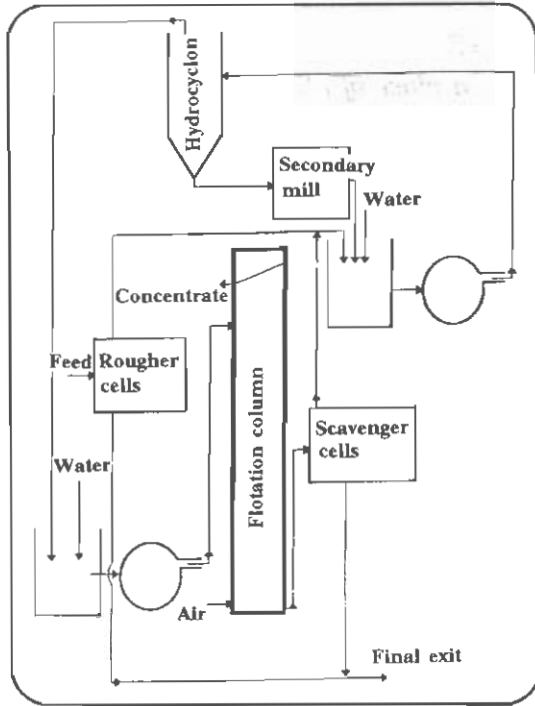 Hydrocyclon
Secondary
mill
Water
Concentrate
Feed
Rougher
cells
Flotation column
Scavenger
cells
Water
Air
Final exit